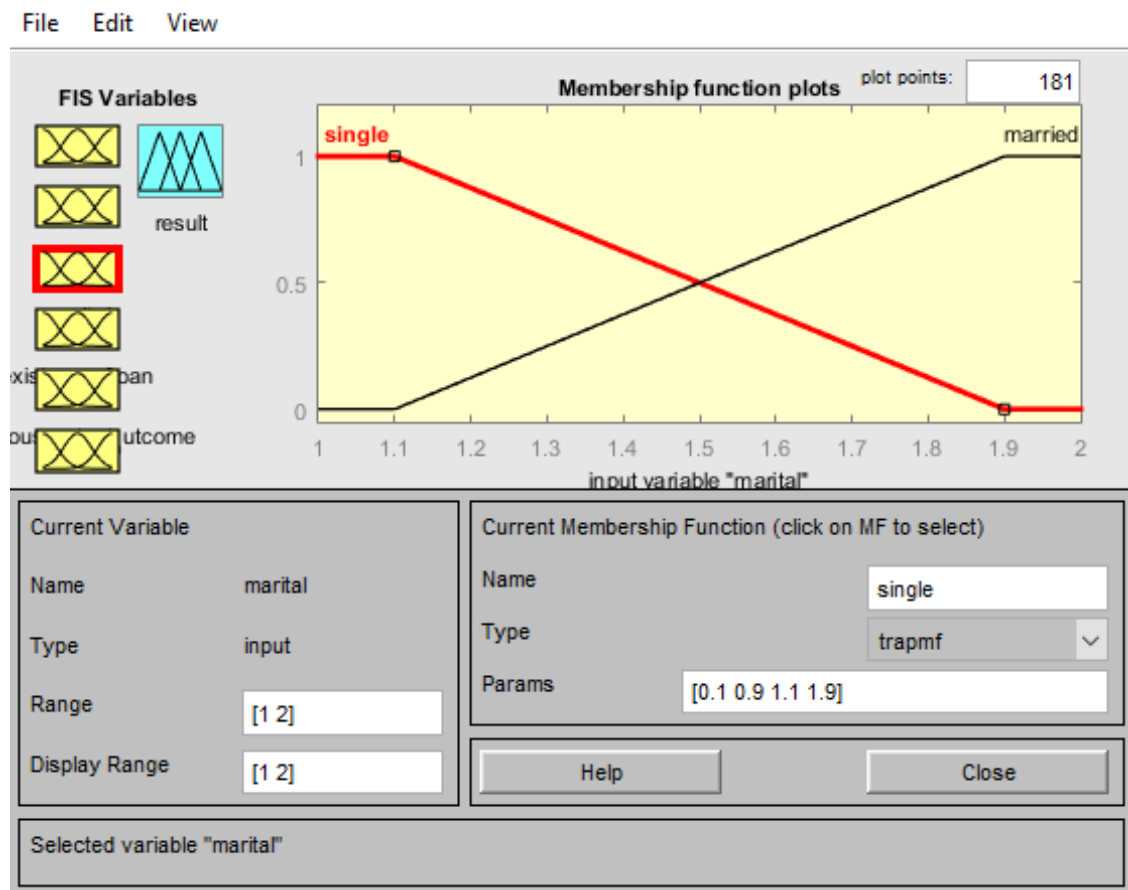 File Edit View
FIS Variables
Membership function plots
plot points:
181
result
single
married
1
0.5
0
1 1.1 1.2 1.3 1.4 1.5 1.6 1.7 1.8 1.9 2
input variable "marital"
Current Variable
Name marital
Type input
Range [1 2]
Display Range [1 2]
Current Membership Function (click on MF to select)
Name single
Type trapmf
Params [0.1 0.9 1.1 1.9]
Help Close
Selected variable "marital"